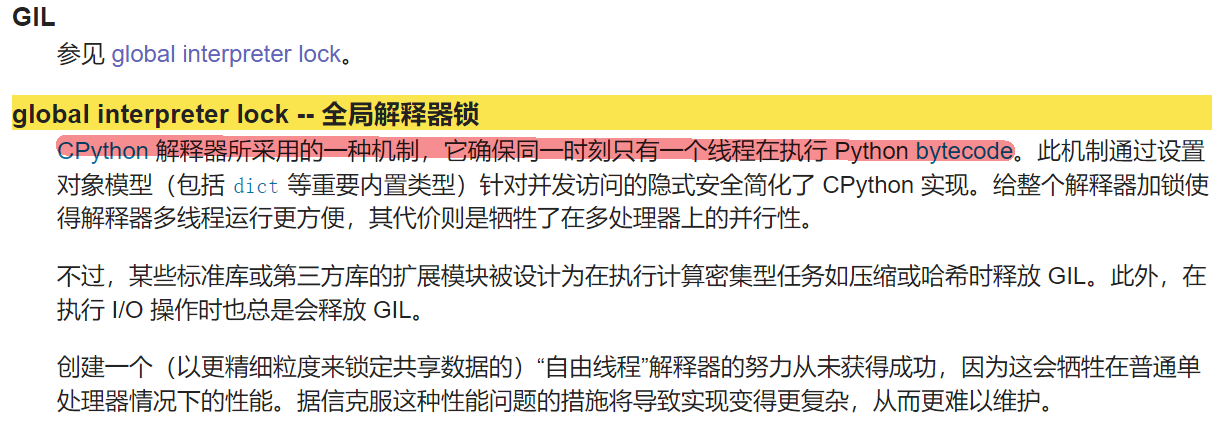 GIL
参见 global interpreter lock。
global interpreter lock -- 全局解释器锁
CPython 解释器所采用的一种机制，它确保同一时刻只有一个线程在执行 Python bytecode。此机制通过设置
对象模型（包括 dict 等重要内置类型）针对并发访问的隐式安全简化了 CPython 实现。给整个解释器加锁使
得解释器多线程运行更方便，其代价则是牺牲了在多处理器上的并行性。
不过，某些标准库或第三方库的扩展模块被设计为在执行计算密集型任务如压缩或哈希时释放 GIL。此外，在
执行 I/O 操作时也总是会释放 GIL。
创建一个（以更精细粒度来锁定共享数据的）“自由线程”解释器的努力从未获得成功，因为这会牺牲在普通单
处理器情况下的性能。据信克服这种性能问题的措施将导致实现变得更复杂，从而更难以维护。